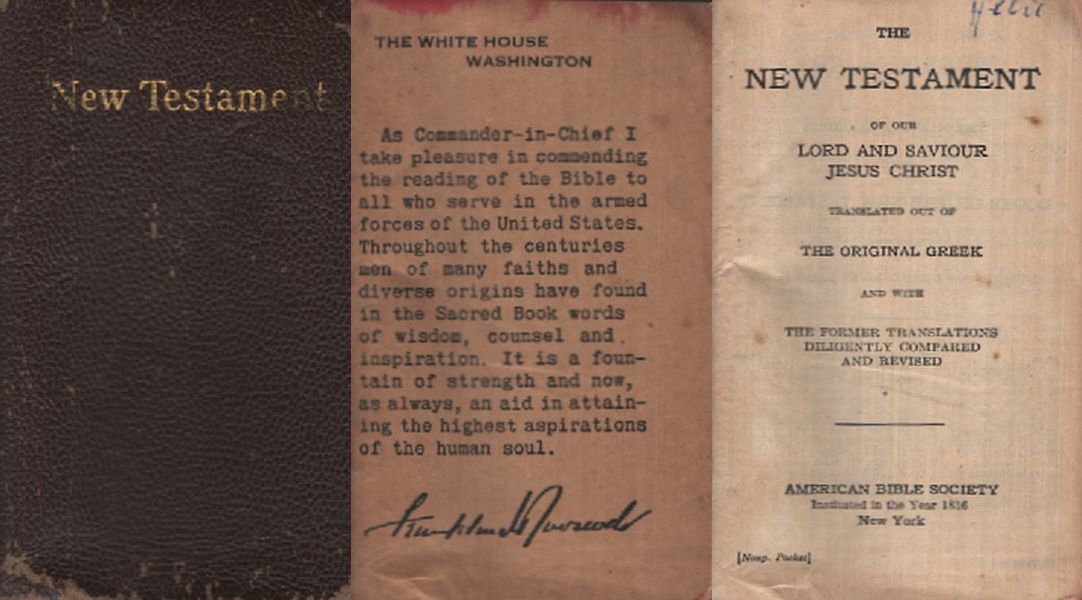 New Testament
THE WHITE HOUSE
WASHINGTON
As Commander-in-Chief I
take pleasure in commending
the reading of the Bible to
all who serve in the armed
forces of the United States.
Throughout the centuries
men of many faiths and
diverse origins have found
in the Sacred Book words
of wisdom, counsel and
inspiration. It is a foun-
tain of strength and now,
as always, an aid in attain-
ing the highest aspirations
of the human soul.
Franklin D Roosevelt
THE
NEW TESTAMENT
OF OUR
LORD AND SAVIOUR
JESUS CHRIST
TRANSLATED OUT OF
THE ORIGINAL GREEK
AND WITH
THE FORMER TRANSLATIONS
DILIGENTLY COMPARED
AND REVISED
AMERICAN BIBLE SOCIETY
Instituted in the Year 1816
New York
[Nonp. Pocket]